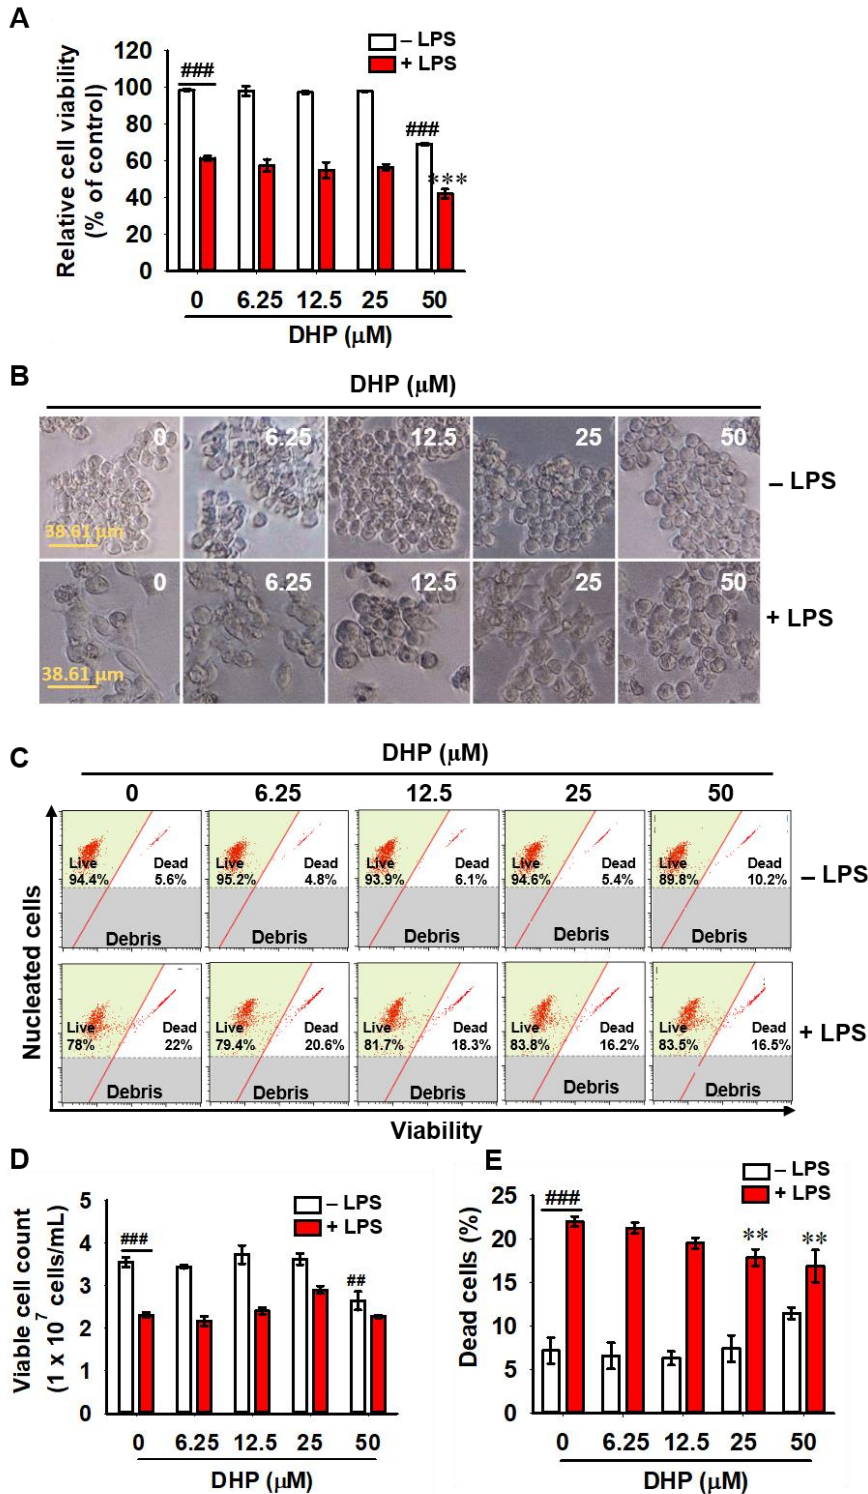 A
– LPS
+ LPS
Relative cell viability
(% of control)
120
100
80
60
40
20
0
###
###
***
0 6.25 12.5 25 50
DHP (μM)
B
DHP (μM)
0 6.25 12.5 25 50
38.61 μm
– LPS
0 6.25 12.5 25 50
38.61 μm
+ LPS
C
DHP (μM)
0 6.25 12.5 25 50
Nucleated cells
Live Dead Live Dead Live Dead Live Dead Live Dead
94.4% 5.6% 95.2% 4.8% 93.9% 6.1% 94.6% 5.4% 89.8% 10.2%
– LPS
Debris Debris Debris Debris Debris
Live Dead Live Dead Live Dead Live Dead Live Dead
78% 22% 79.4% 20.6% 81.7% 18.3% 83.8% 16.2% 83.5% 16.5%
+ LPS
Debris Debris Debris Debris Debris
Viability
D
– LPS
+ LPS
Viable cell count
(1 x 10⁷ cells/mL)
5
4
3
2
1
0
###
##
0 6.25 12.5 25 50
DHP (μM)
E
– LPS
+ LPS
Dead cells (%)
25
20
15
10
5
0
###
**
**
0 6.25 12.5 25 50
DHP (μM)